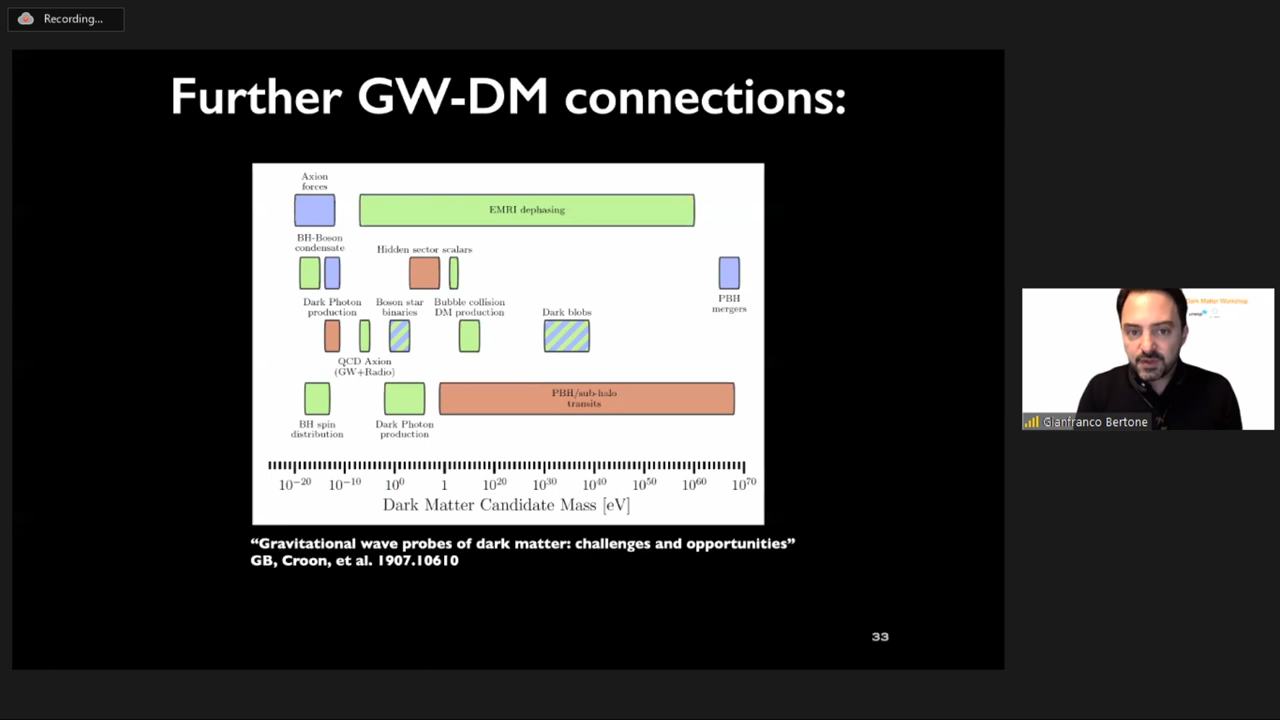 Recording...
Further GW-DM connections:
Axion
forces
EMRI dephasing
BH-Boson
condensate
Hidden sector scalars
PBH
mergers
Dark Photon
production
Boson star
binaries
Bubble collision
DM production
Dark blobs
QCD Axion
(GW+Radio)
PBH/sub-halo
transits
BH spin
distribution
Dark Photon
production
10⁻²⁰ 10⁻¹⁰ 10⁰ 1 10²⁰ 10³⁰ 10⁴⁰ 10⁵⁰ 10⁶⁰ 10⁷⁰
Dark Matter Candidate Mass [eV]
“Gravitational wave probes of dark matter: challenges and opportunities”
GB, Croon, et al. 1907.10610
33
Dark Matter Workshop
Gianfranco Bertone